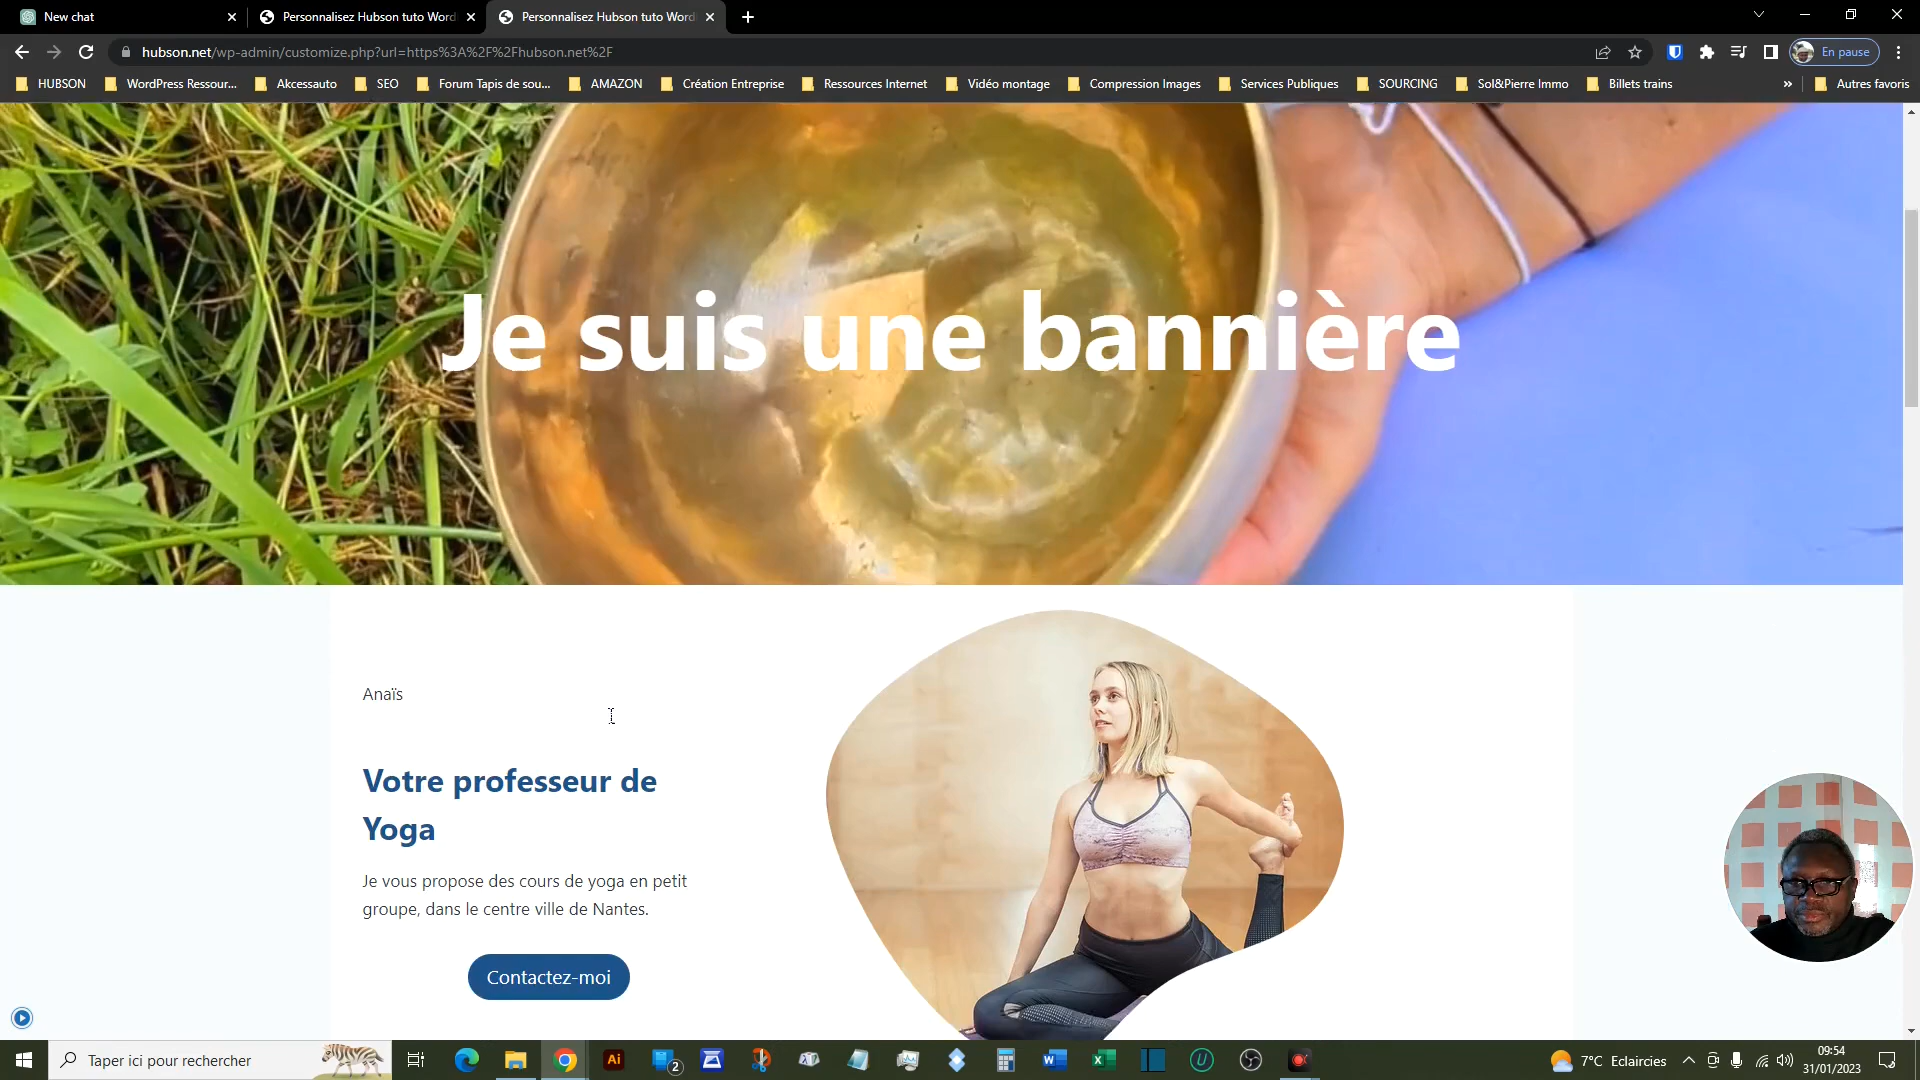 New chat
Personnalisez Hubson tuto Word
Personnalisez Hubson tuto Word
hubson.net/wp-admin/customize.php?url=https%3A%2F%2Fhubson.net%2F
En pause
HUBSON
WordPress Ressour...
Akcessauto
SEO
Forum Tapis de sou...
AMAZON
Création Entreprise
Ressources Internet
Vidéo montage
Compression Images
Services Publiques
SOURCING
Sol&Pierre Immo
Billets trains
»
Autres favoris
Je suis une bannière
Anaïs
Votre professeur de
Yoga
Je vous propose des cours de yoga en petit
groupe, dans le centre ville de Nantes.
Contactez-moi
Taper ici pour rechercher
Ai
2
7°C Eclaircies
09:54
31/01/2023